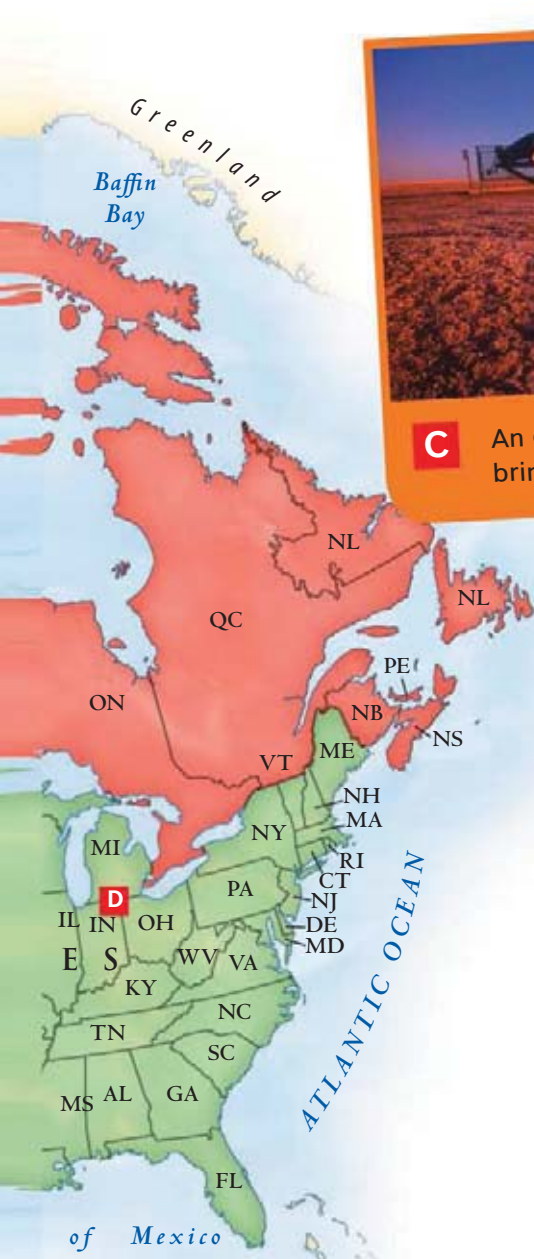 Greenland
Baffin
Bay
C
An
NL
NL
QC
PE
ON
NB
NS
VT
ME
NH
MA
NY
MI
RI
CT
PA
NJ
D
IL
IN
OH
DE
MD
E S
WV
VA
KY
NC
TN
SC
MS
AL
GA
FL
ATLANTIC OCEAN
of Mexico